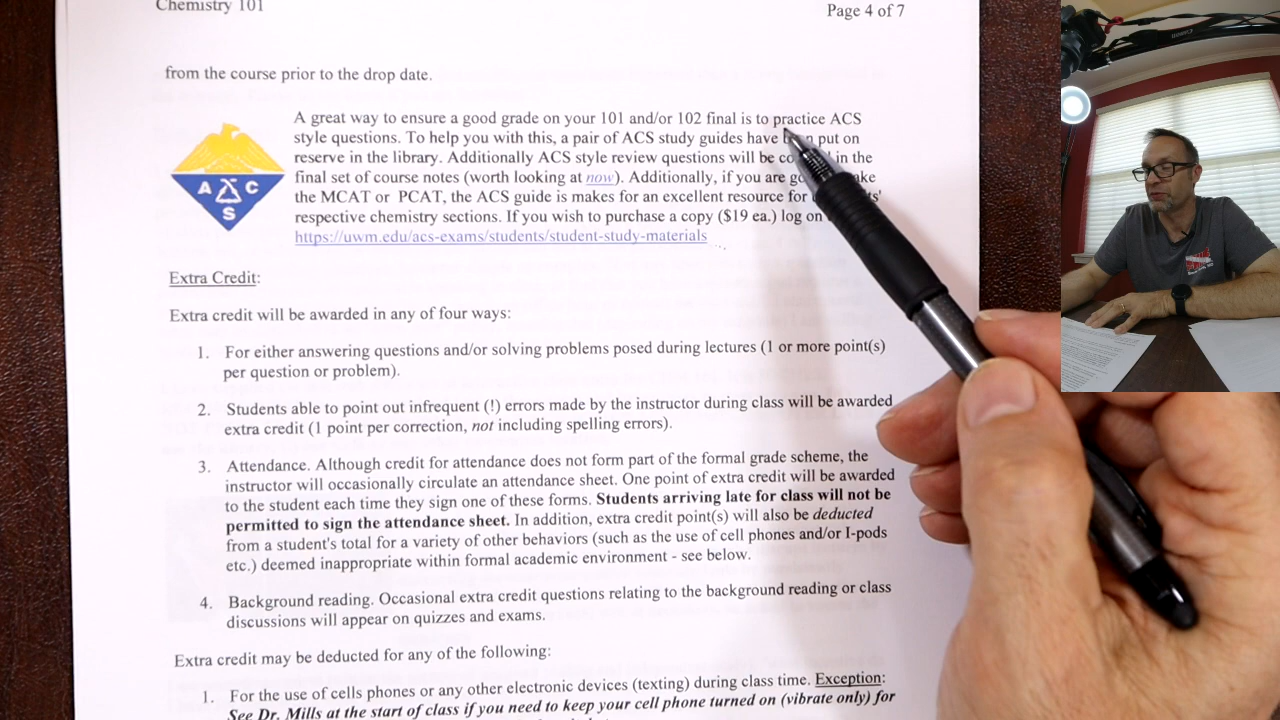 Chemistry 101
Page 4 of 7
from the course prior to the drop date.
A great way to ensure a good grade on your 101 and/or 102 final is to practice ACS
style questions. To help you with this, a pair of ACS study guides have put on
reserve in the library. Additionally ACS style review questions will be in the
final set of course notes (worth looking at now). Additionally, if you are
the MCAT or PCAT, the ACS guide is makes for an excellent resource for
respective chemistry sections. If you wish to purchase a copy ($19 ea.) log on
https://uwm.edu/acs-exams/students/student-study-materials
A C
S
Extra Credit:
Extra credit will be awarded in any of four ways:
1. For either answering questions and/or solving problems posed during lectures (1 or more point(s)
per question or problem).
2. Students able to point out infrequent (!) errors made by the instructor during class will be awarded
extra credit (1 point per correction, not including spelling errors).
3. Attendance. Although credit for attendance does not form part of the formal grade scheme, the
instructor will occasionally circulate an attendance sheet. One point of extra credit will be awarded
to the student each time they sign one of these forms. Students arriving late for class will not be
permitted to sign the attendance sheet. In addition, extra credit point(s) will also be deducted
from a student's total for a variety of other behaviors (such as the use of cell phones and/or I-pods
etc.) deemed inappropriate within formal academic environment - see below.
4. Background reading. Occasional extra credit questions relating to the background reading or class
discussions will appear on quizzes and exams.
Extra credit may be deducted for any of the following:
1. For the use of cells phones or any other electronic devices (texting) during class time. Exception:
See Dr. Mills at the start of class if you need to keep your cell phone turned on (vibrate only) for